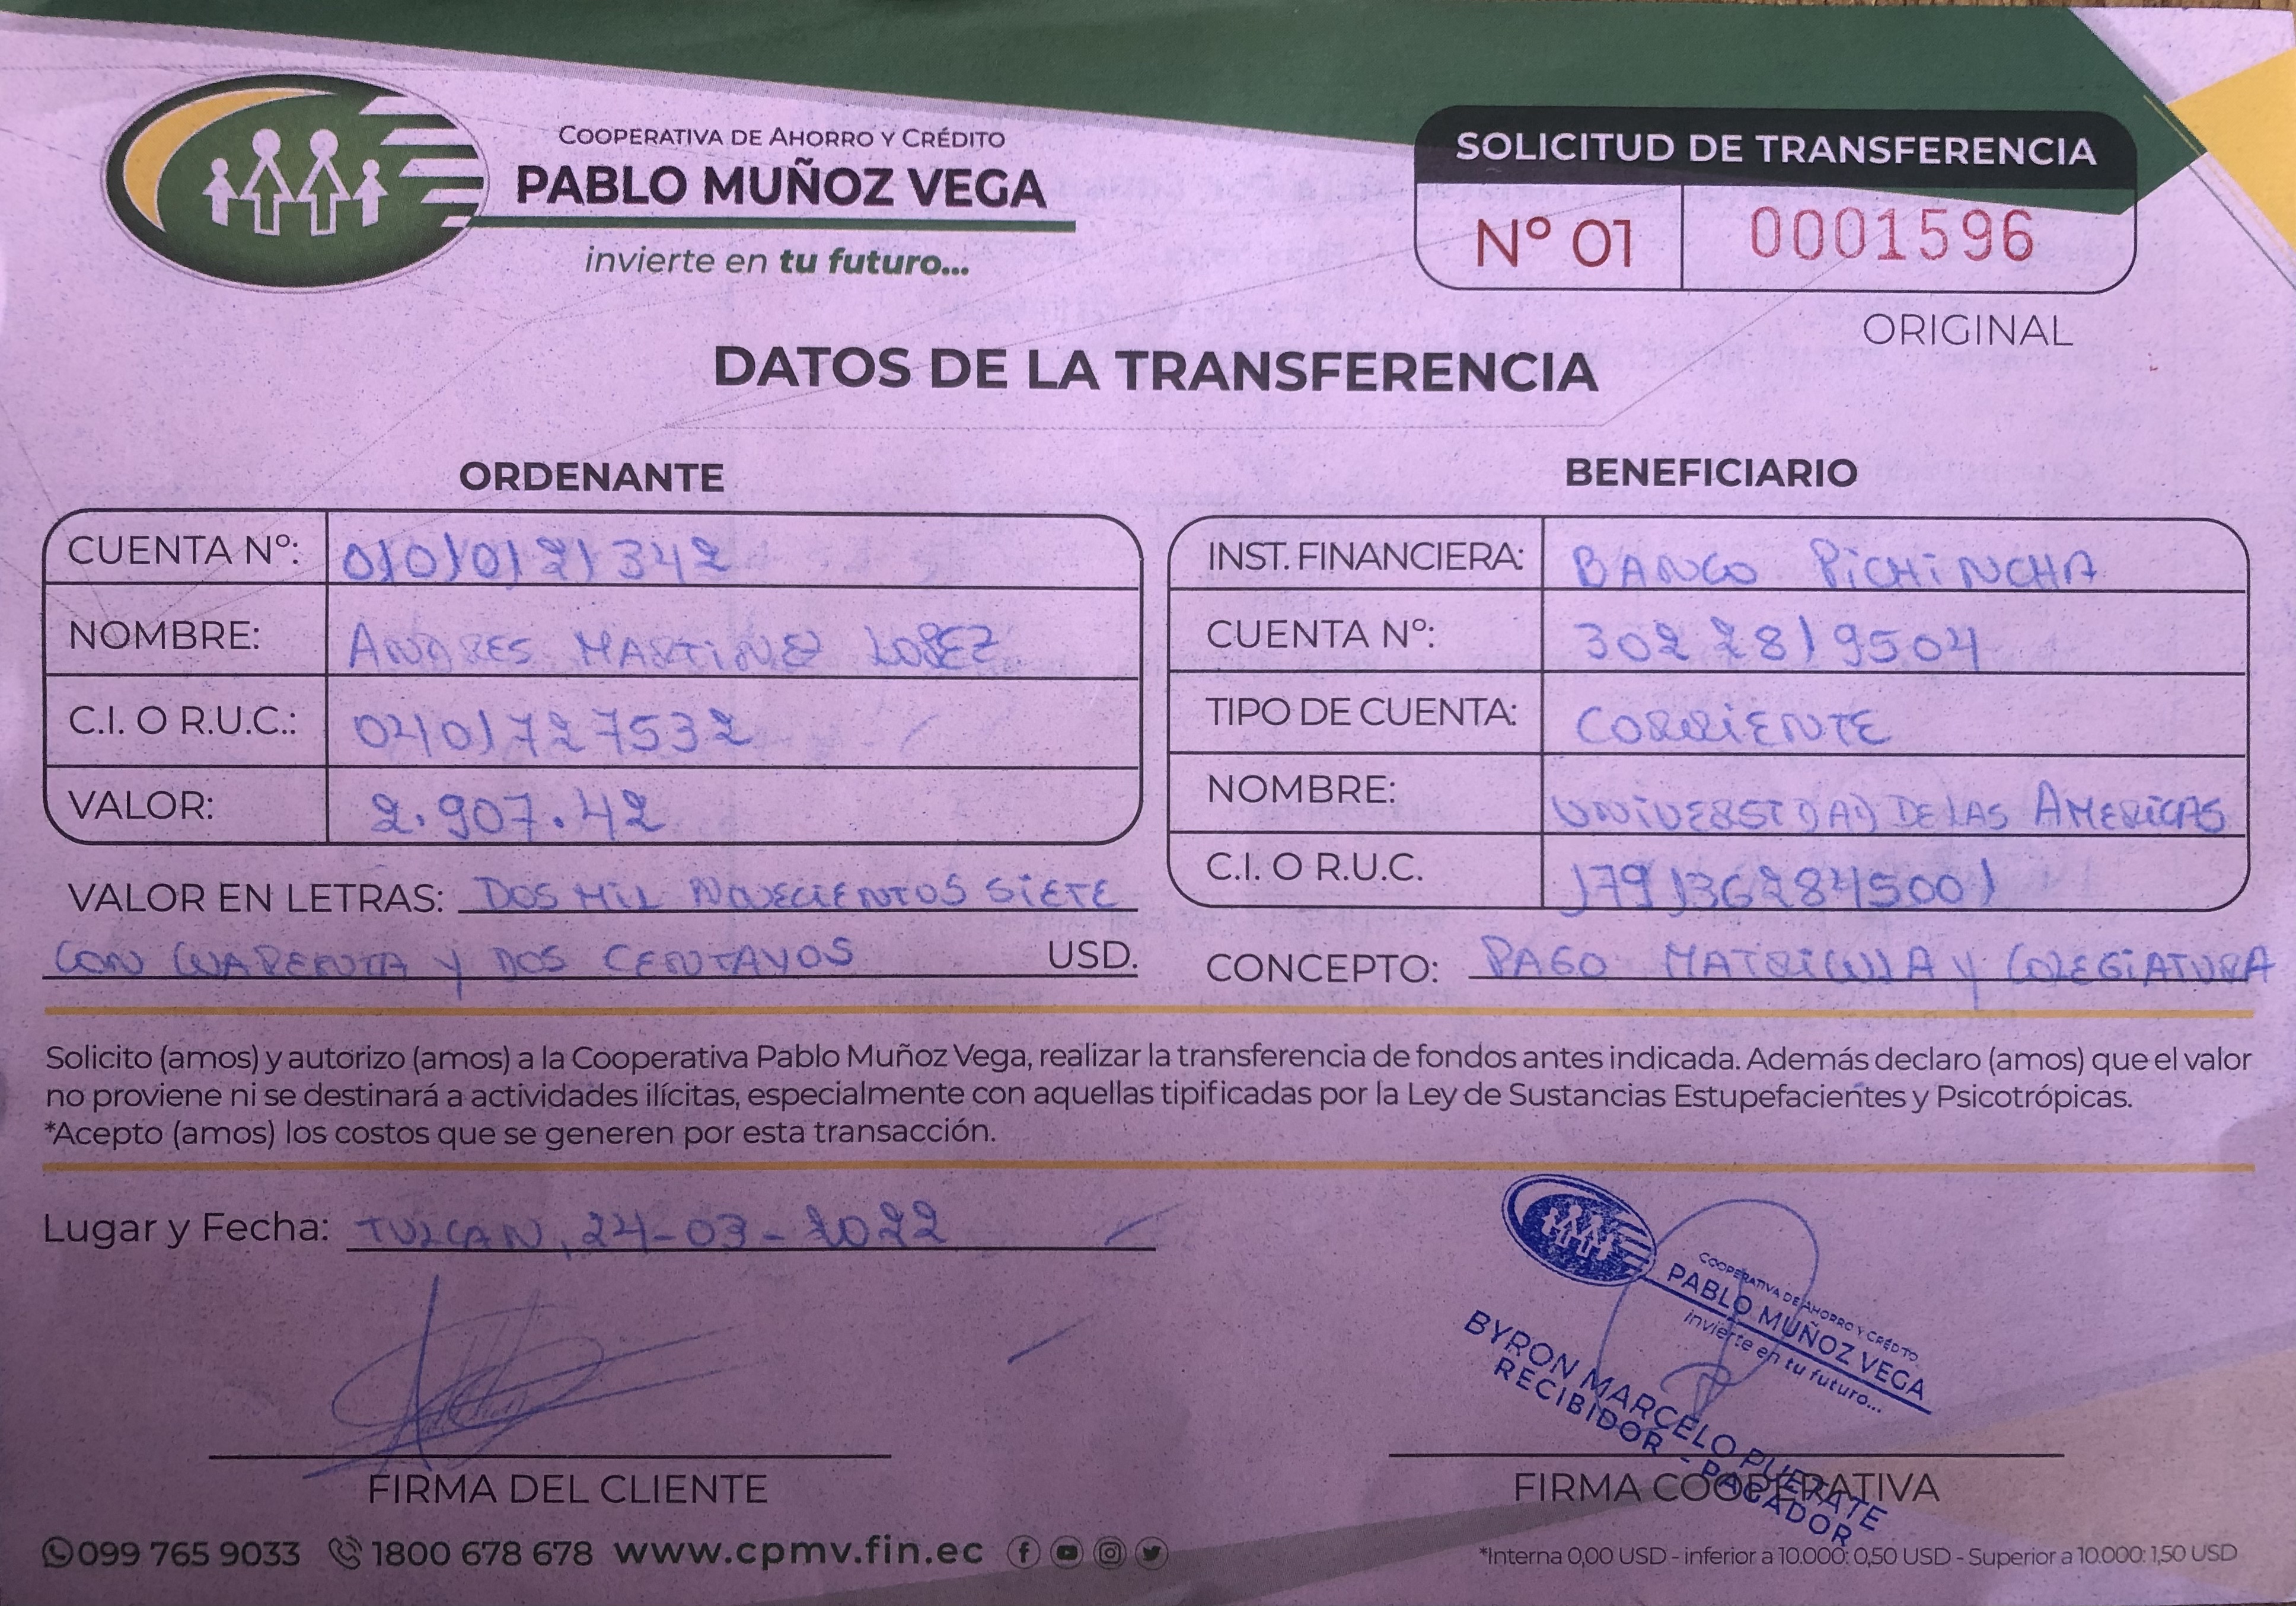 COOPERATIVA DE AHORRO Y CRÉDITO
PABLO MUÑOZ VEGA
invierte en tu futuro...
SOLICITUD DE TRANSFERENCIA
Nº 01 0001596
ORIGINAL
DATOS DE LA TRANSFERENCIA
ORDENANTE
CUENTA Nº: 01010121342
NOMBRE: ANDRES MARTINEZ LOPEZ
C.I. O R.U.C.: 0401727532
VALOR: 2.907.42
VALOR EN LETRAS: DOS MIL NOVECIENTOS SIETE
CON CUARENTA Y DOS CENTAVOS USD.
BENEFICIARIO
INST. FINANCIERA: BANCO PICHINCHA
CUENTA Nº: 3022819504
TIPO DE CUENTA: CORRIENTE
NOMBRE: UNIVERSIDAD DE LAS AMERICAS
C.I. O R.U.C. 1791362845001
CONCEPTO: PAGO MATRICULA Y COLEGIATURA
Solicito (amos) y autorizo (amos) a la Cooperativa Pablo Muñoz Vega, realizar la transferencia de fondos antes indicada. Además declaro (amos) que el valor
no proviene ni se destinará a actividades ilícitas, especialmente con aquellas tipificadas por la Ley de Sustancias Estupefacientes y Psicotrópicas.
*Acepto (amos) los costos que se generen por esta transacción.
Lugar y Fecha: TULCAN, 24-03-2022
FIRMA DEL CLIENTE
COOPERATIVA DE AHORRO Y CRÉDITO
PABLO MUÑOZ VEGA
invierte en tu futuro...
BYRON MARCELO PUERATE
RECIBIDOR - PAGADOR
FIRMA COOPERATIVA
099 765 9033 1800 678 678 www.cpmv.fin.ec
*Interna 0,00 USD - inferior a 10.000: 0,50 USD - Superior a 10.000: 1,50 USD